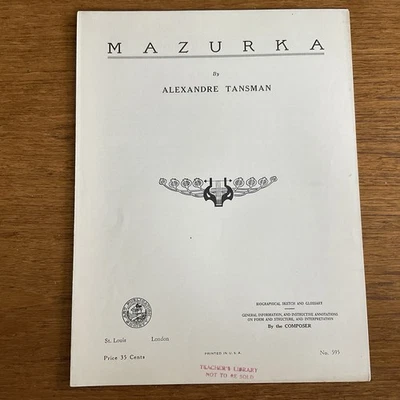 MAZURKA
By
ALEXANDRE TANSMAN
BIOGRAPHICAL SKETCH AND GLOSSARY
GENERAL INFORMATION, AND INSTRUCTIVE ANNOTATIONS
ON FORM AND STRUCTURE, AND INTERPRETATION
By the COMPOSER
St. Louis London
Price 35 Cents
PRINTED IN U.S.A.
No. 595
TEACHER'S LIBRARY
NOT TO BE SOLD